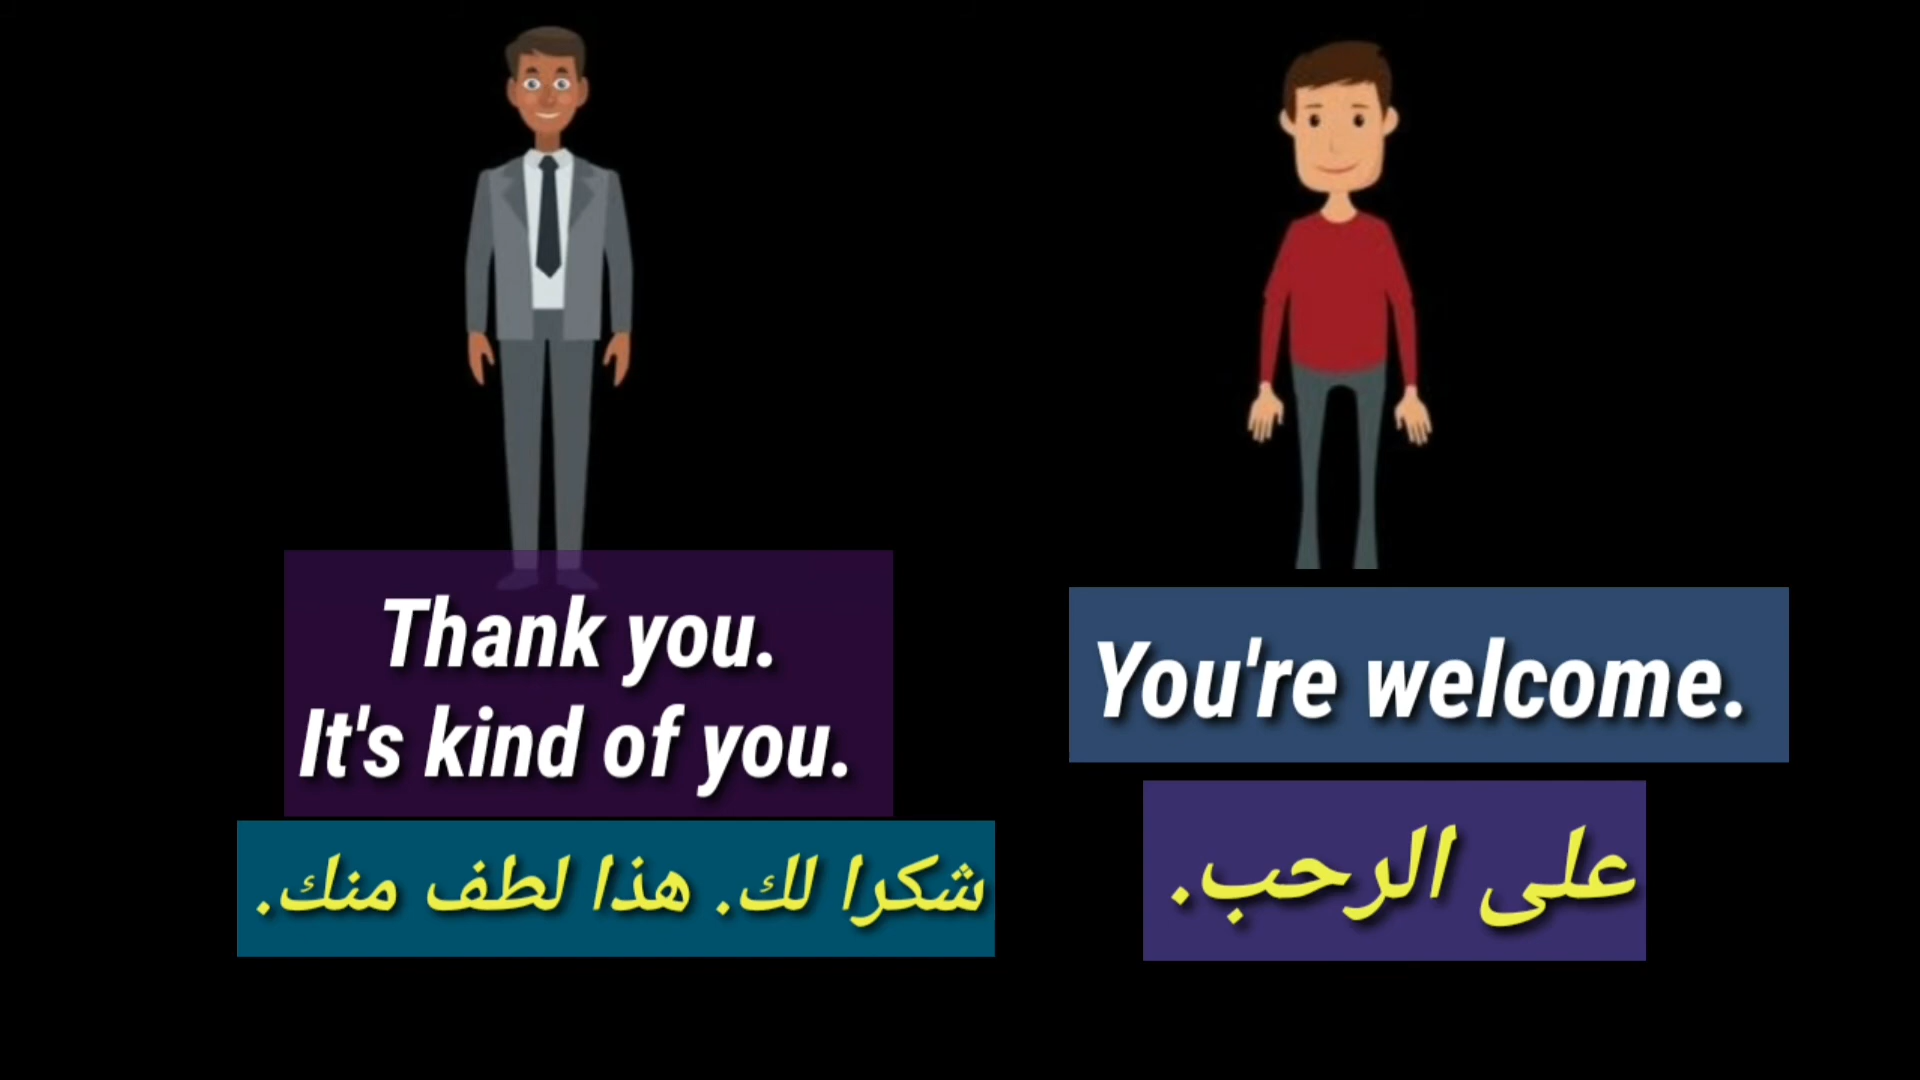 Thank you.
It's kind of you.
شكرا لك. هذا لطف منك.
You're welcome.
على الرحب.